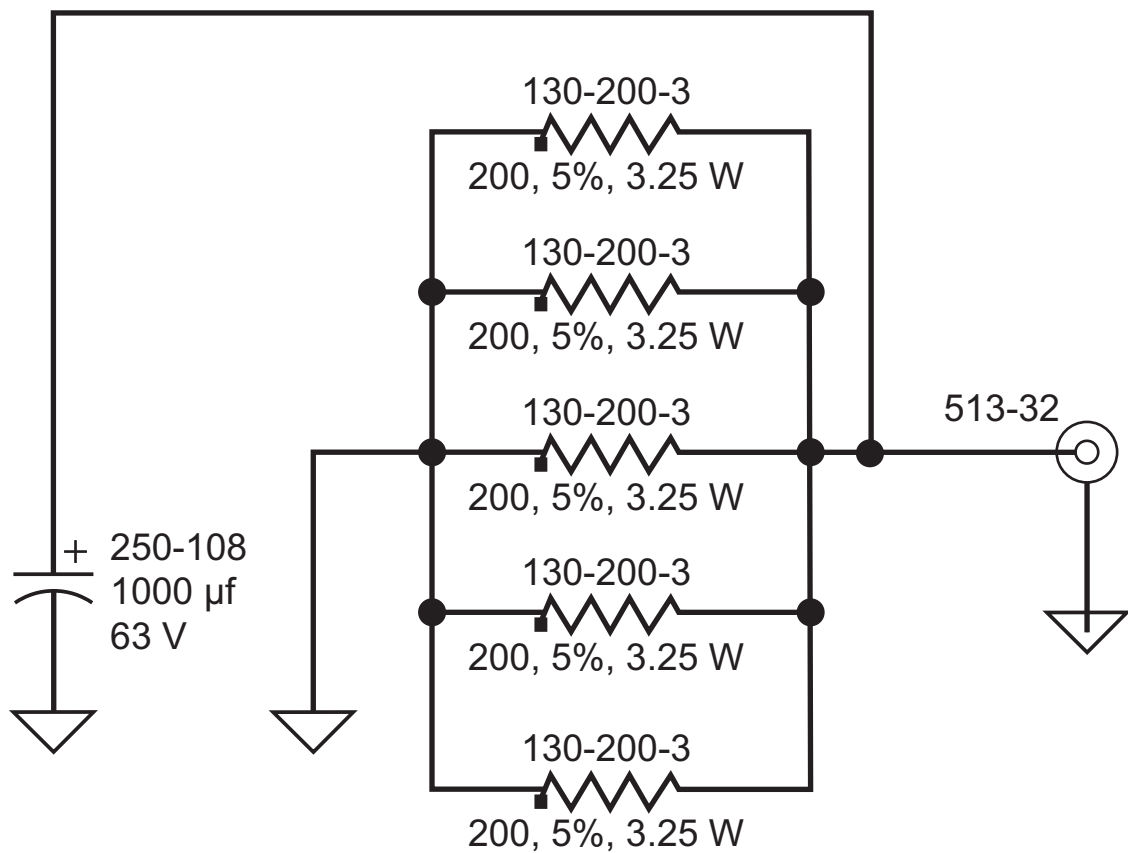 130-200-3
200, 5%, 3.25 W
130-200-3
200, 5%, 3.25 W
130-200-3
200, 5%, 3.25 W
513-32
130-200-3
200, 5%, 3.25 W
+ 250-108
1000 µf
63 V
130-200-3
200, 5%, 3.25 W